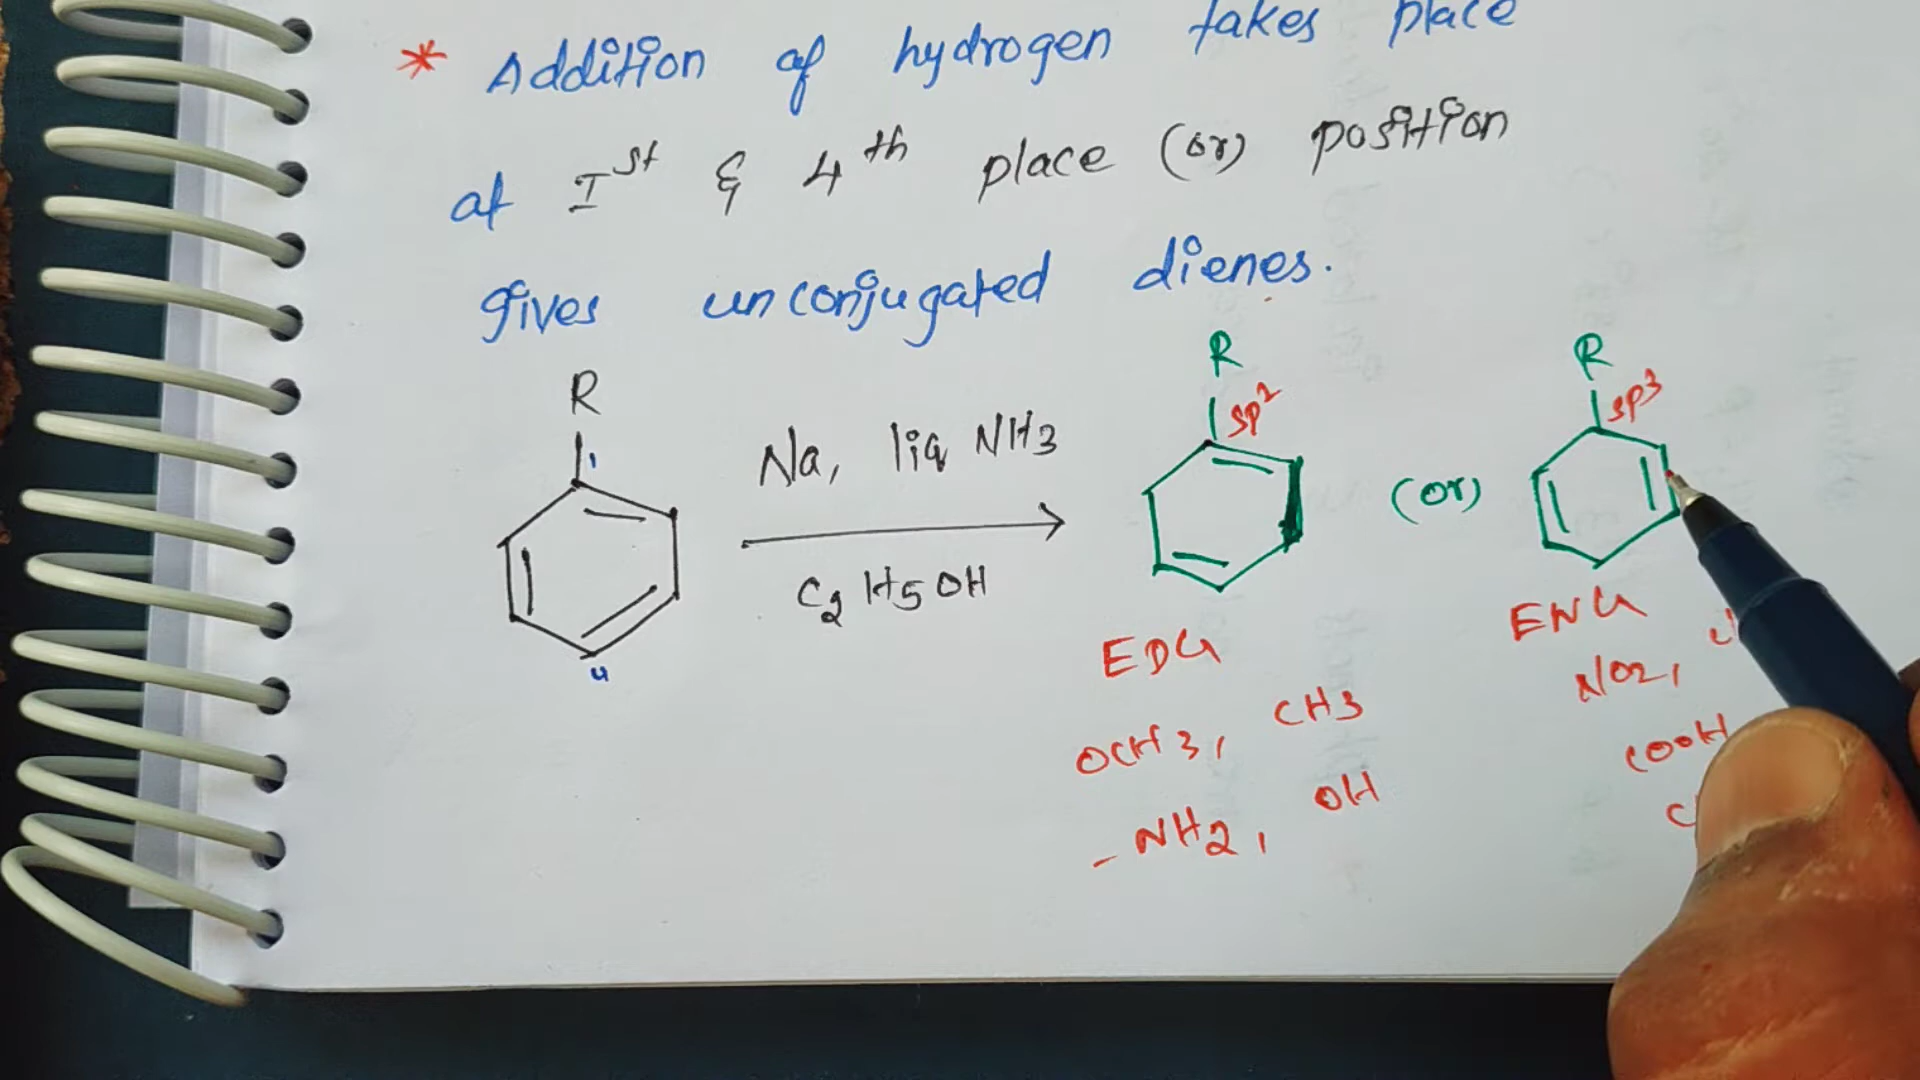 * Addition of hydrogen takes place
at Ist & 4th place (or) position
gives unconjugated dienes.
R
1
4
Na, liq NH3
C2H5OH
R
sp2
(or)
R
sp3
EDG
OCH3, CH3
-NH2, OH
EWG
NO2,
COOH